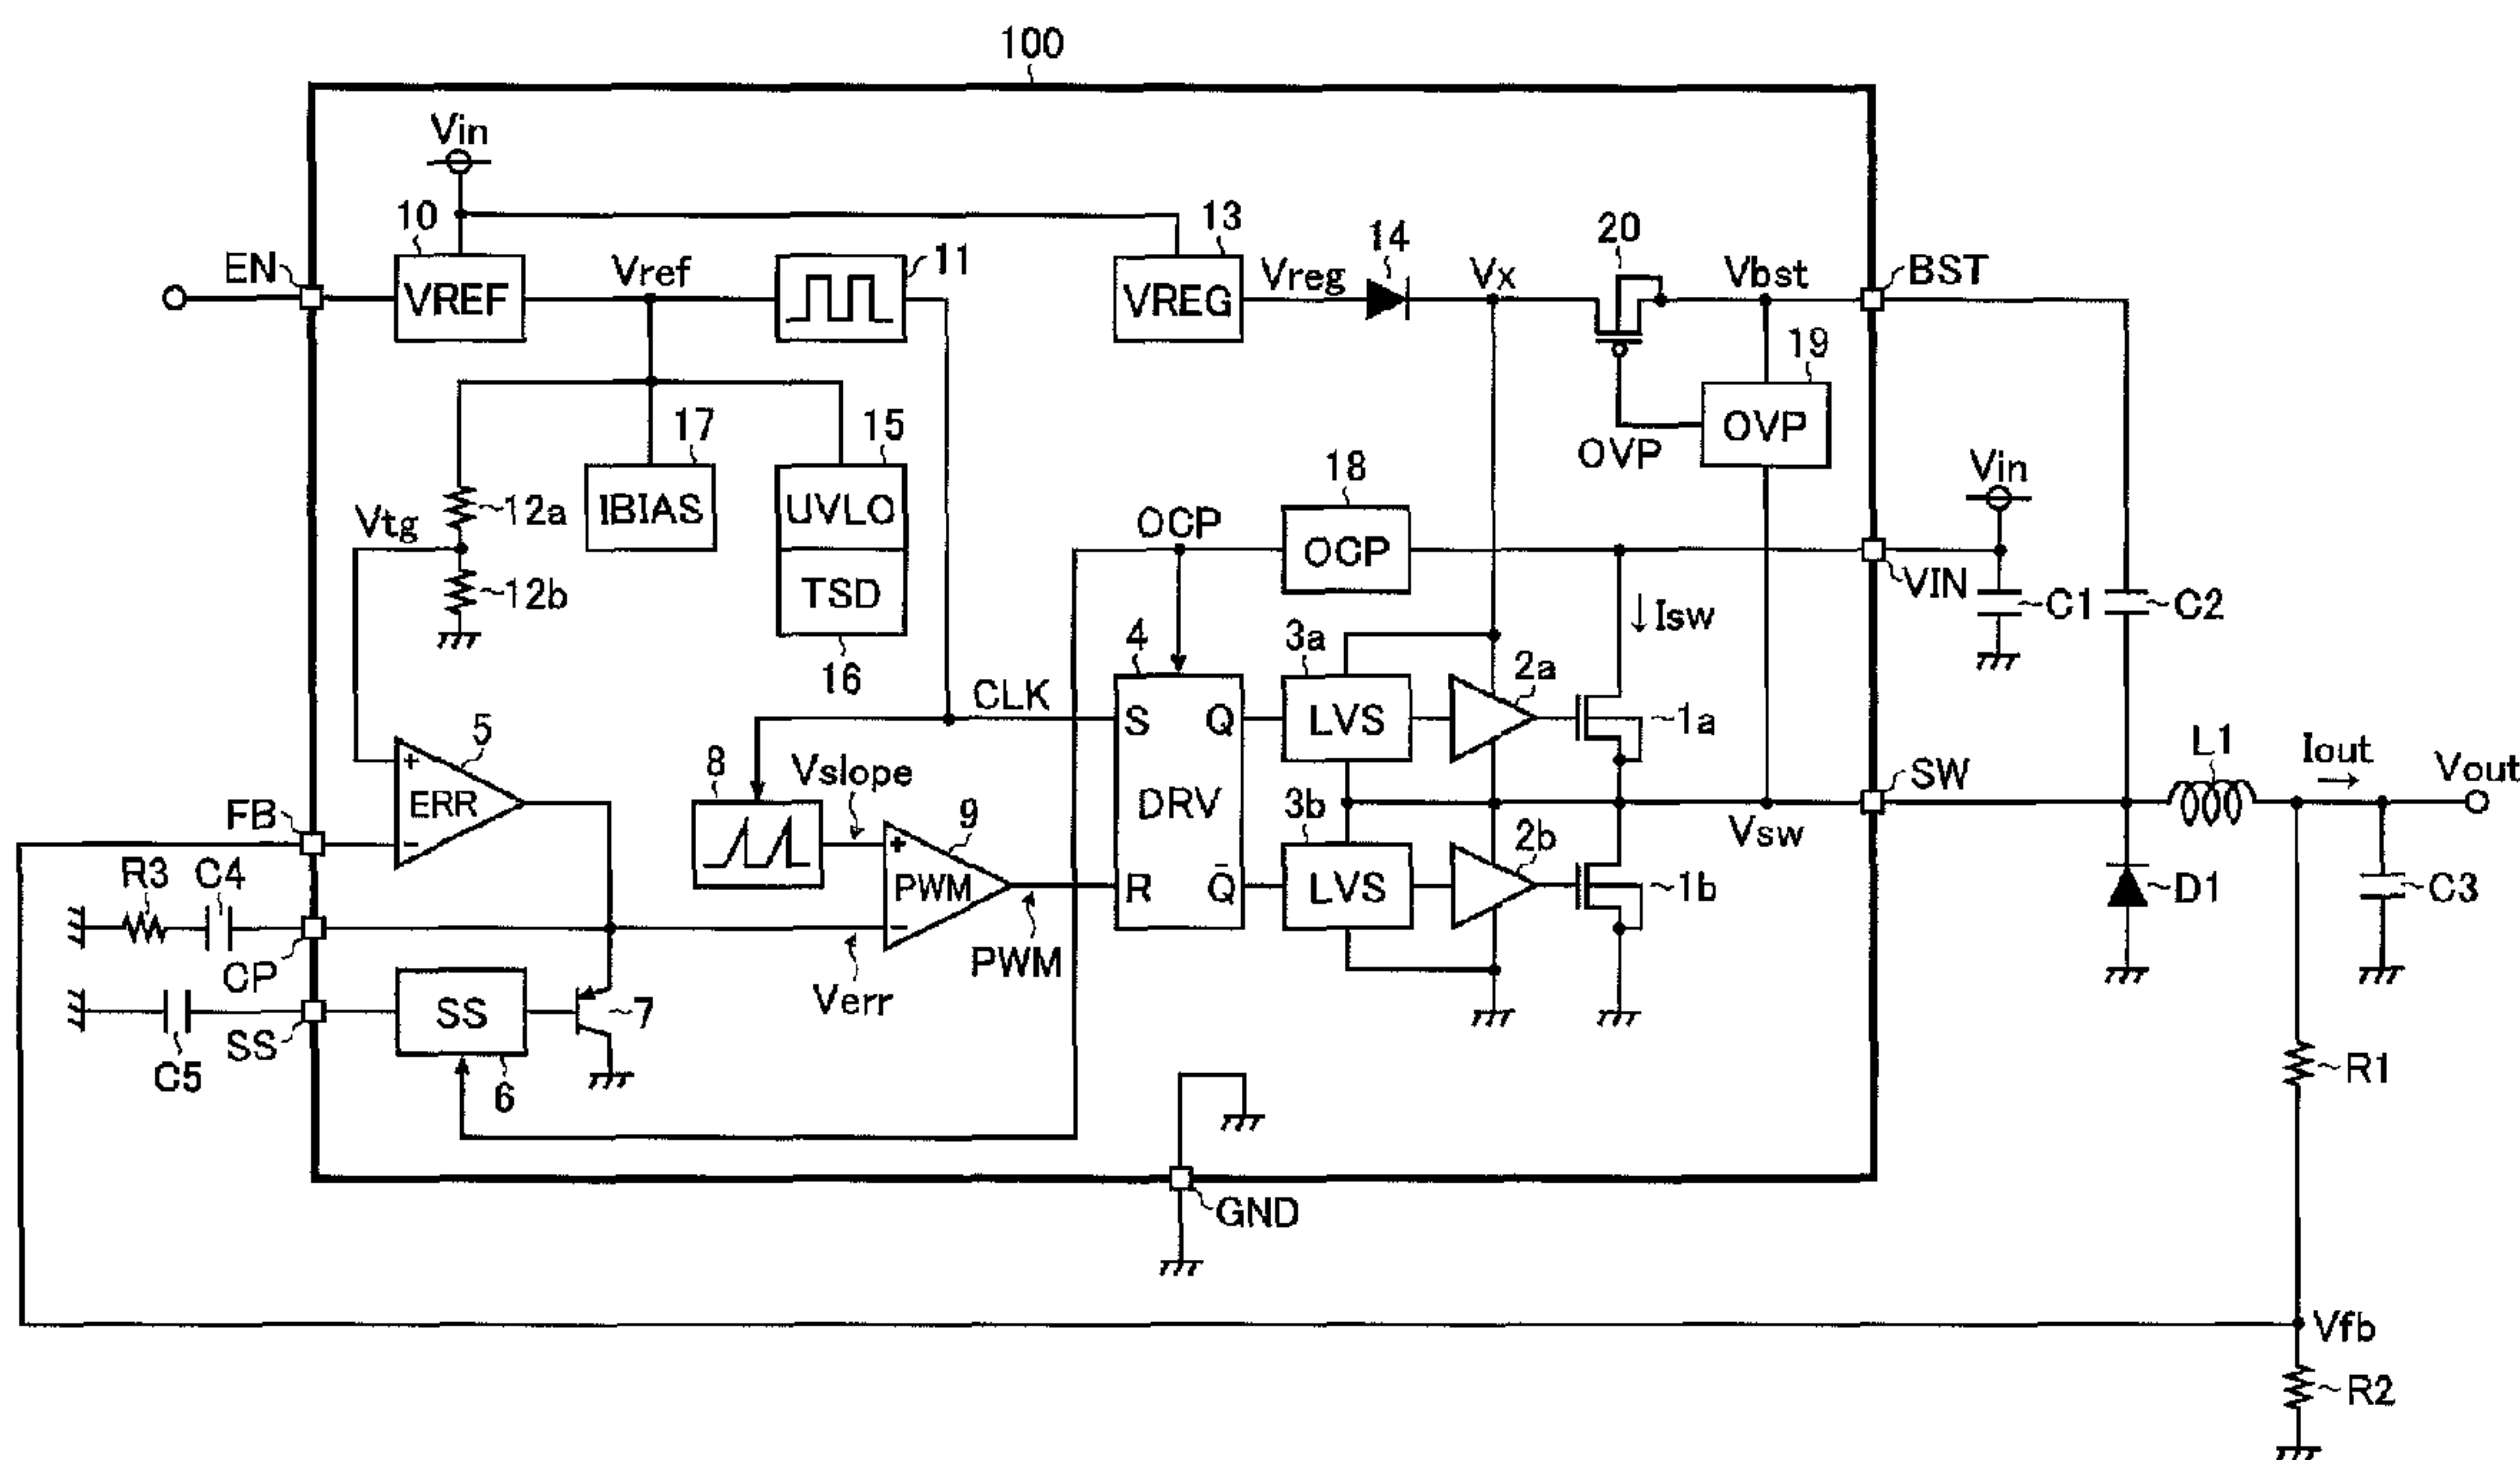 100
Vin
10
13
14
20
EN
VREF
Vref
11
VREG
Vreg
Vx
Vbst
BST
19
OVP
OVP
17
15
18
Vin
Vtg
12a
IBIAS
UVLO
OCP
OCP
VIN
12b
TSD
16
Isw
C1
C2
4
3a
2a
CLK
S
Q
LVS
1a
5
+
ERR
-
8
Vslope
9
DRV
3b
SW
L1
Iout
Vout
FB
+
PWM
-
Vsw
2b
R3
C4
R
Q̄
LVS
1b
D1
C3
CP
PWM
Verr
SS
7
SS
C5
6
R1
GND
Vfb
R2